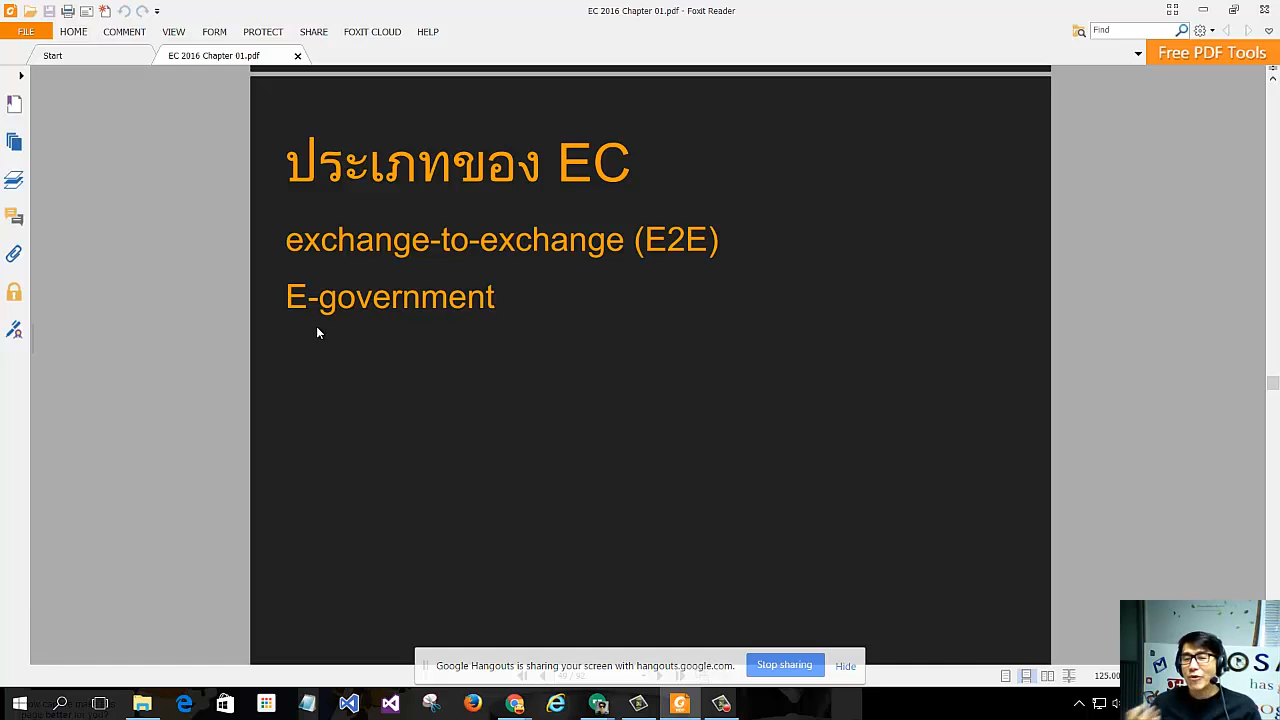 EC 2016 Chapter 01.pdf - Foxit Reader
FILE HOME COMMENT VIEW FORM PROTECT SHARE FOXIT CLOUD HELP
Find
Start EC 2016 Chapter 01.pdf
Free PDF Tools
ประเภทของ EC
exchange-to-exchange (E2E)
E-government
Google Hangouts is sharing your screen with hangouts.google.com. Stop sharing Hide
49 / 92
125.00